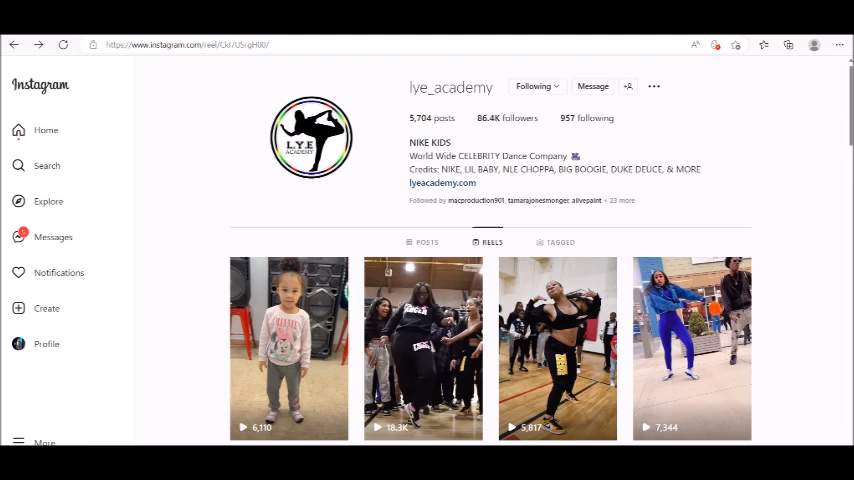 https://www.instagram.com/reel/CkI7USrgH00/
Instagram
lye_academy
Following
Message
5,704 posts
86.4K followers
957 following
NIKE KIDS
World Wide CELEBRITY Dance Company
Credits: NIKE, LIL BABY, NLE CHOPPA, BIG BOOGIE, DUKE DEUCE, & MORE
lyeacademy.com
Followed by macproduction901, tamarajonesmonger, alivepaint + 23 more
L.Y.E
ACADEMY
Home
Search
Explore
5
Messages
Notifications
Create
Profile
More
POSTS
REELS
TAGGED
6,110
18.3K
5,817
7,344